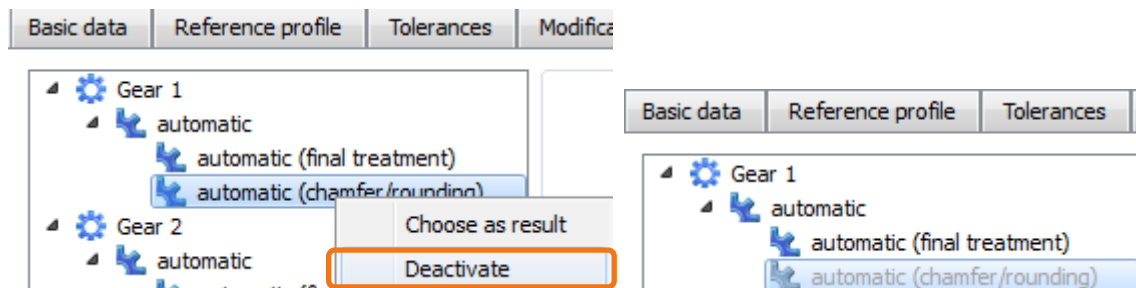 Basic data Reference profile Tolerances
Gear 1
automatic
automatic (final treatment)
automatic (chamfer/rounding)
Gear 2
automatic
Choose as result
Deactivate
Basic data Reference profile Tolerances
Gear 1
automatic
automatic (final treatment)
automatic (chamfer/rounding)